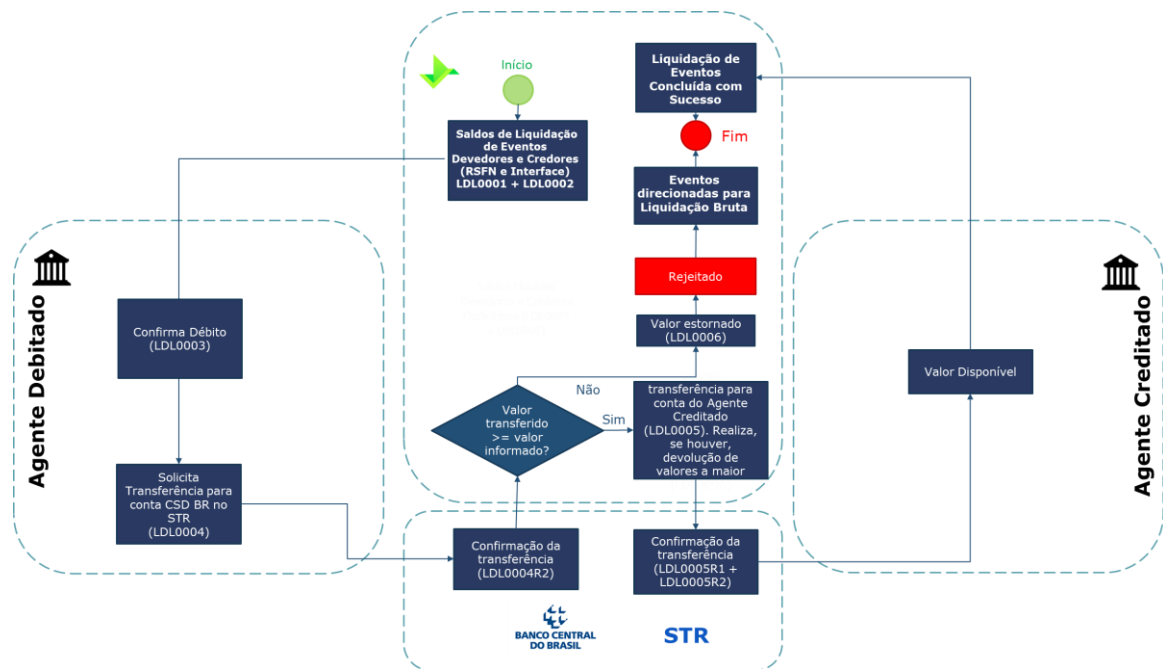 Início
Saldos de Liquidação
de Eventos
Devedores e Credores
(RSFN e Interface)
LDL0001 + LDL0002
Liquidação de
Eventos
Concluída com
Sucesso
Fim
Eventos
direcionadas para
Liquidação Bruta
Rejeitado
Valor estornado
(LDL0006)
Agente Debitado
Confirma Débito
(LDL0003)
Solicita
Transferência para
conta CSD BR no
STR
(LDL0004)
Valor
transferido
>= valor
informado?
Não
Sim
transferência para
conta do Agente
Creditado
(LDL0005). Realiza,
se houver,
devolução de
valores a maior
Confirmação da
transferência
(LDL0004R2)
Confirmação da
transferência
(LDL0005R1 +
LDL0005R2)
BANCO CENTRAL
DO BRASIL
STR
Valor Disponível
Agente Creditado